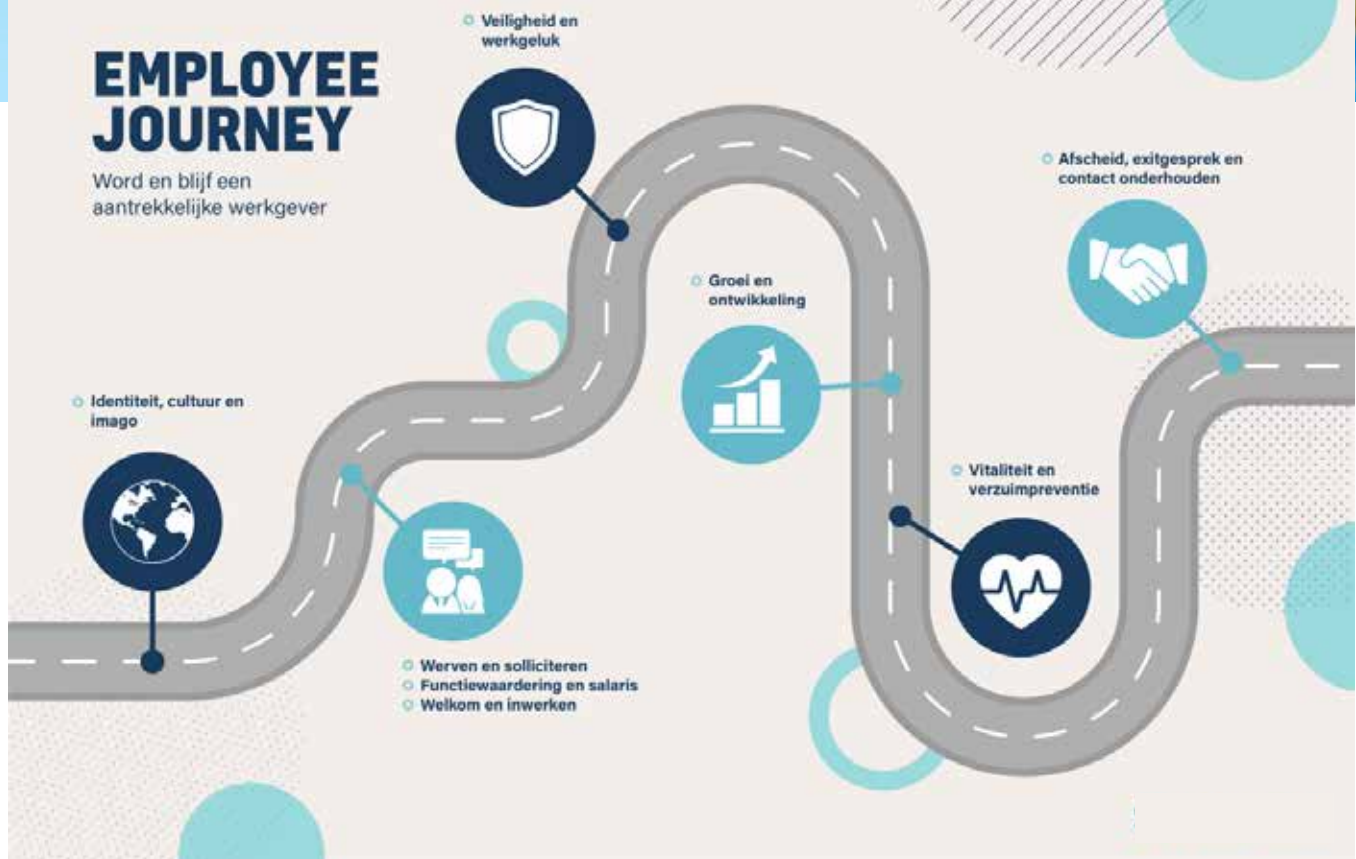 EMPLOYEE
JOURNEY
Word en blijf een
aantrekkelijke werkgever
Identiteit, cultuur en
imago
Werven en solliciteren
Functiewaardering en salaris
Welkom en inwerken
Veiligheid en
werkgeluk
Groei en
ontwikkeling
Vitaliteit en
verzuimpreventie
Afscheid, exitgesprek en
contact onderhouden